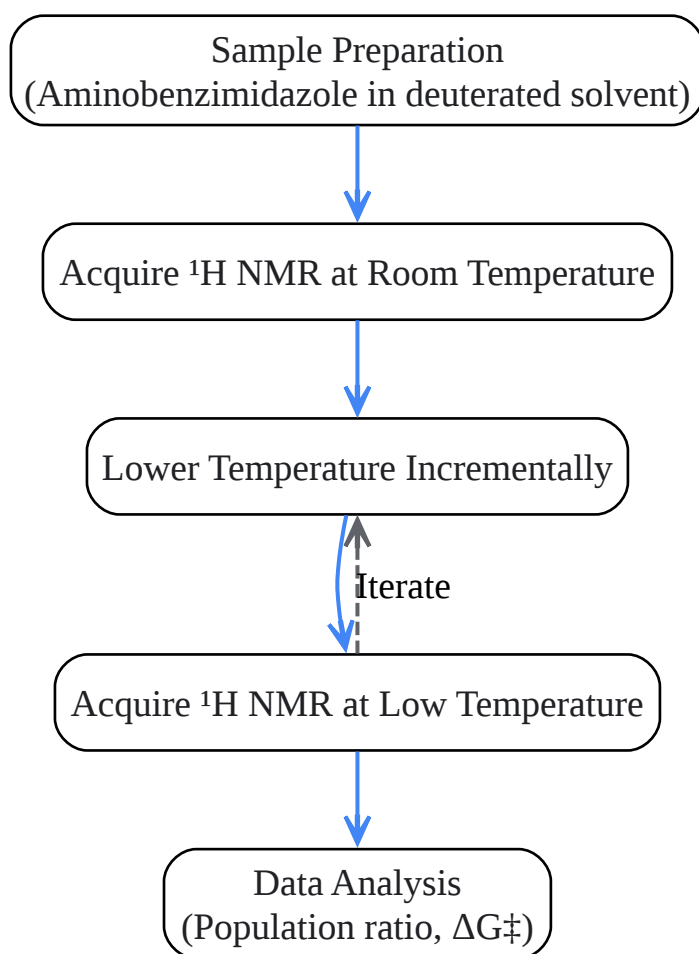 Sample Preparation
(Aminobenzimidazole in deuterated solvent)
Acquire ¹H NMR at Room Temperature
Lower Temperature Incrementally
Iterate
Acquire ¹H NMR at Low Temperature
Data Analysis
(Population ratio, ΔG‡)